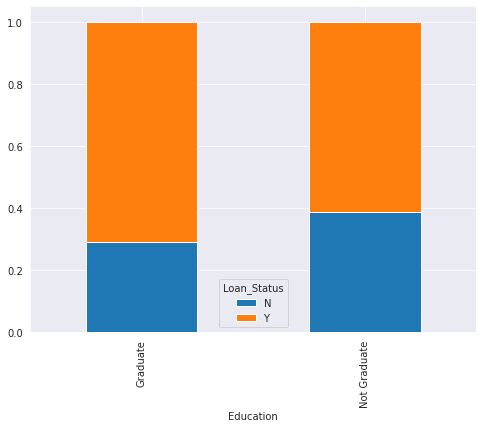 1.0
0.8
0.6
0.4
0.2
0.0
Loan_Status
N
Y
Graduate
Not Graduate
Education